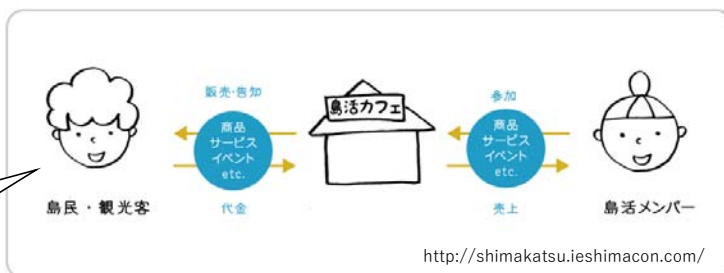 販売・告知
島活カフェ
参加
商品
サービス
イベント
etc.
商品
サービス
イベント
etc.
島民・観光客
代金
売上
島活メンバー
http://shimakatsu.ieshimacon.com/